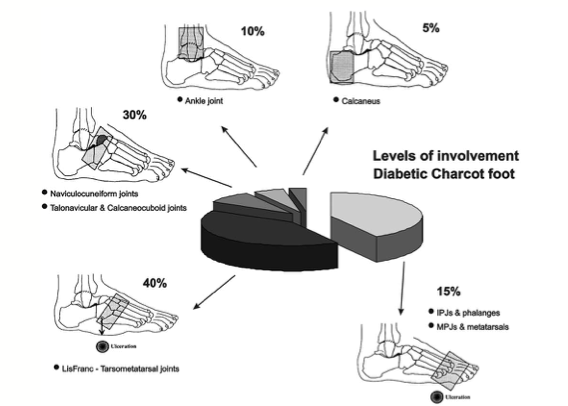 10%
Ankle joint
5%
Calcaneus
30%
Naviculocuneiform joints
Talonavicular & Calcaneocuboid joints
Levels of involvement
Diabetic Charcot foot
40%
Ulceration
LisFranc - Tarsometatarsal joints
15%
IPJs & phalanges
MPJs & metatarsals
Ulceration